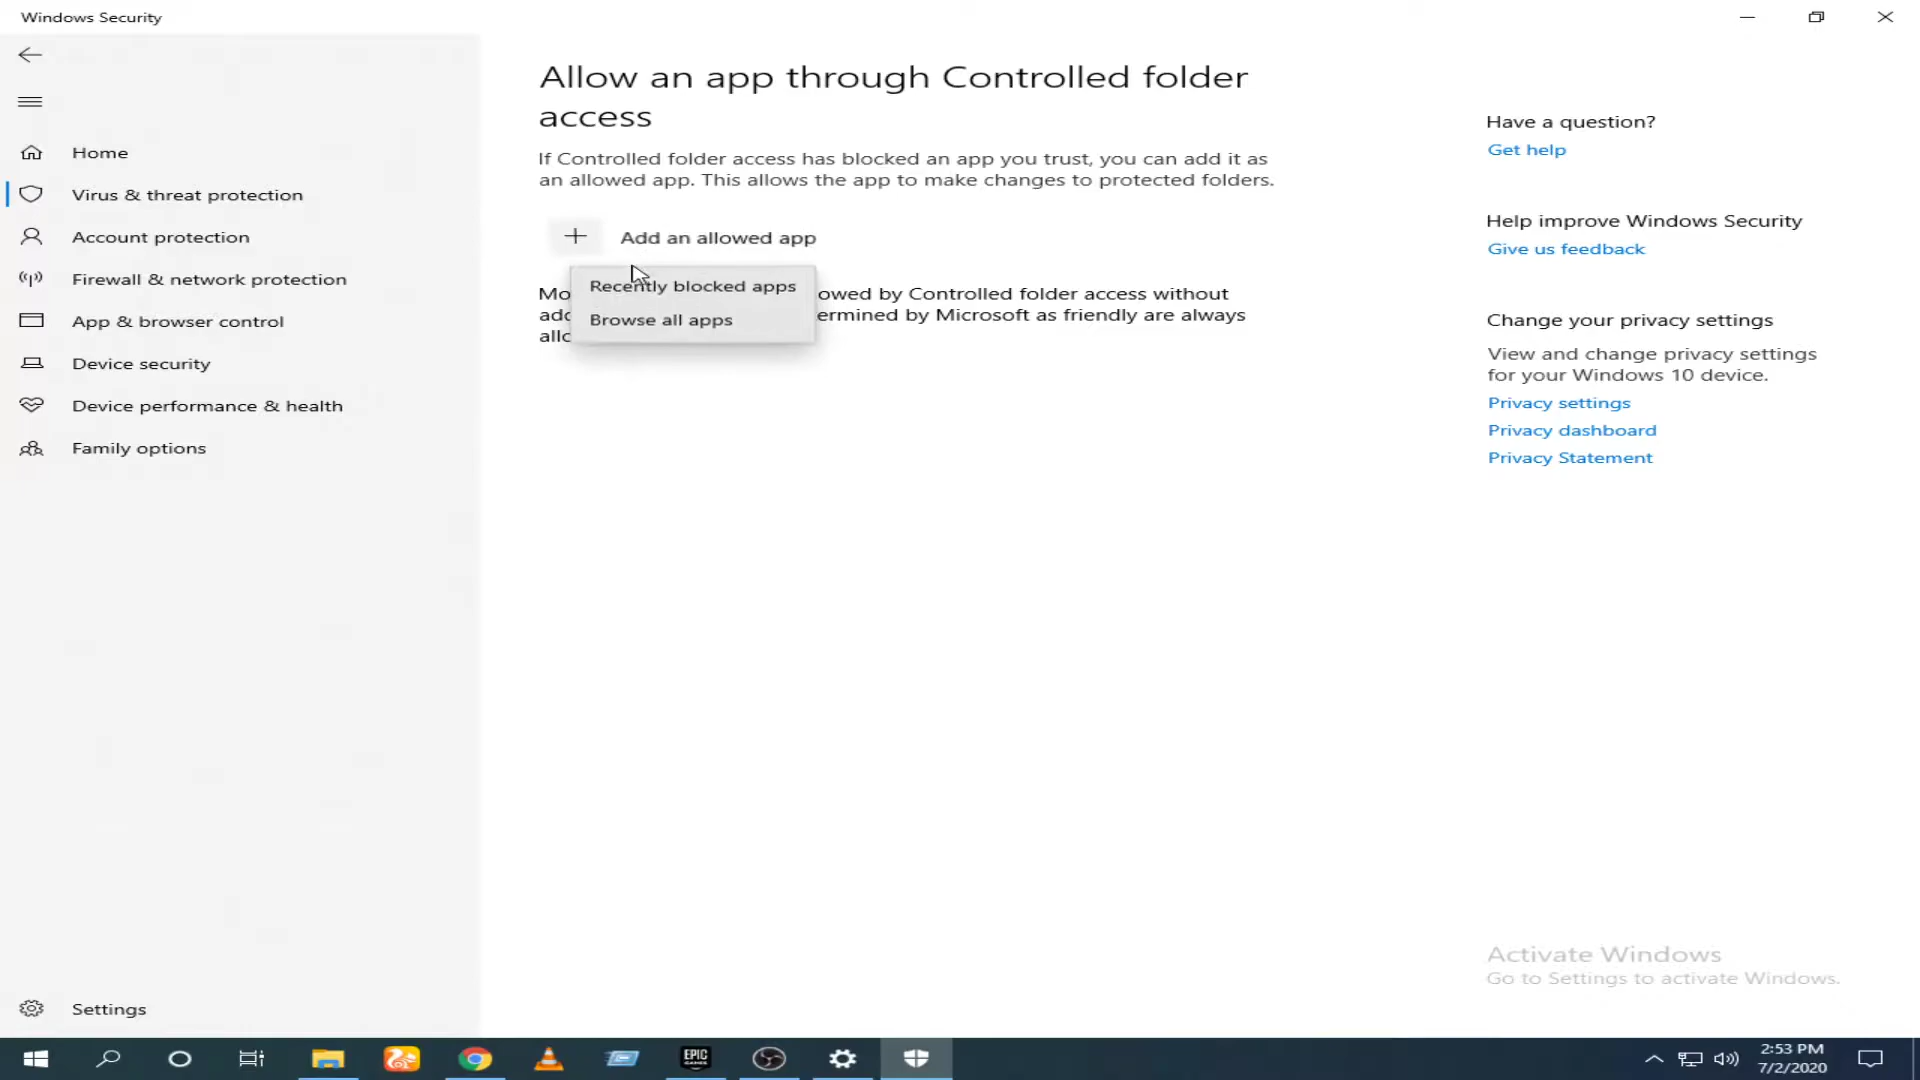 Windows Security
Home
Virus & threat protection
Account protection
Firewall & network protection
App & browser control
Device security
Device performance & health
Family options
Settings
Allow an app through Controlled folder
access
If Controlled folder access has blocked an app you trust, you can add it as
an allowed app. This allows the app to make changes to protected folders.
Add an allowed app
Recently blocked apps
Browse all apps
Mo owed by Controlled folder access without
add ermined by Microsoft as friendly are always
allo
Have a question?
Get help
Help improve Windows Security
Give us feedback
Change your privacy settings
View and change privacy settings
for your Windows 10 device.
Privacy settings
Privacy dashboard
Privacy Statement
Activate Windows
Go to Settings to activate Windows.
EPIC
GAMES
2:53 PM
7/2/2020